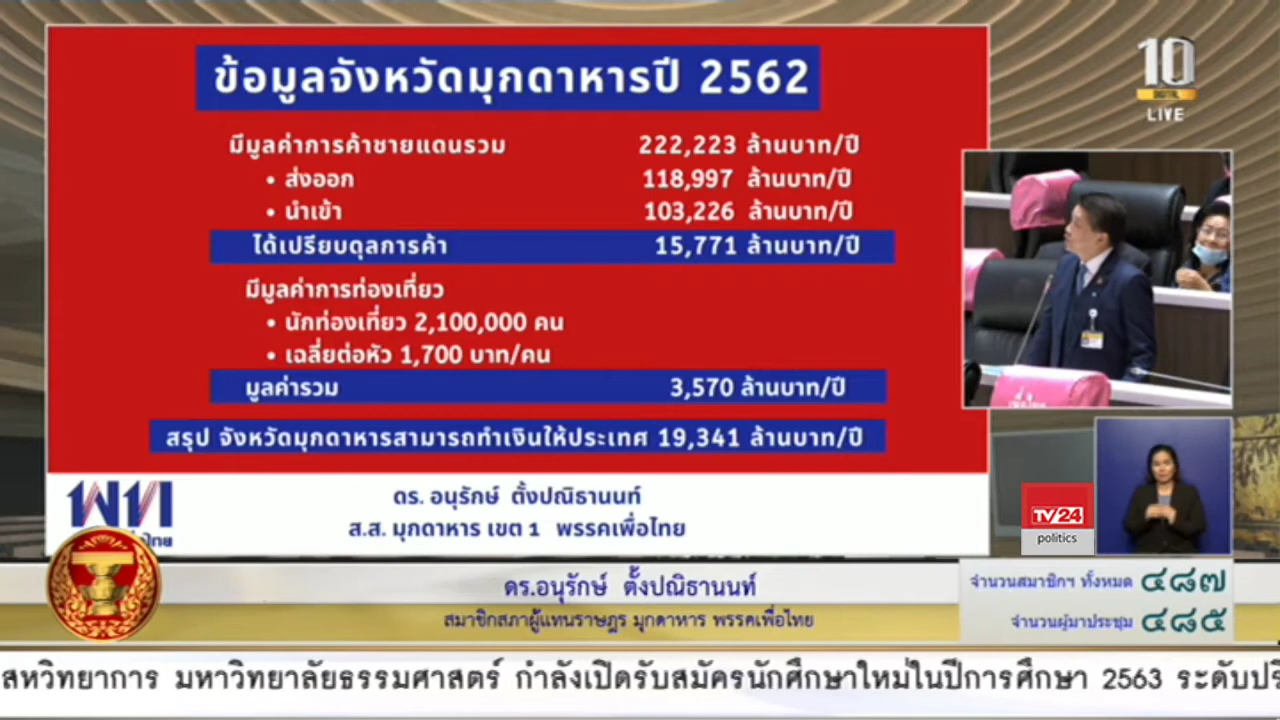 ข้อมูลจังหวัดมุกดาหารปี 2562
มีมูลค่าการค้าชายแดนรวม 222,223 ล้านบาท/ปี
• ส่งออก 118,997 ล้านบาท/ปี
• นำเข้า 103,226 ล้านบาท/ปี
ได้เปรียบดุลการค้า 15,771 ล้านบาท/ปี
มีมูลค่าการท่องเที่ยว
• นักท่องเที่ยว 2,100,000 คน
• เฉลี่ยต่อหัว 1,700 บาท/คน
มูลค่ารวม 3,570 ล้านบาท/ปี
สรุป จังหวัดมุกดาหารสามารถทำเงินให้ประเทศ 19,341 ล้านบาท/ปี
พท
ดร. อนุรักษ์ ตั้งปณิธานนท์
ส.ส. มุกดาหาร เขต 1 พรรคเพื่อไทย
10
DIGITAL
LIVE
TV24
politics
ดร.อนุรักษ์ ตั้งปณิธานนท์
สมาชิกสภาผู้แทนราษฎร มุกดาหาร พรรคเพื่อไทย
จำนวนสมาชิกฯ ทั้งหมด ๔๘๗
จำนวนผู้มาประชุม ๔๘๕
สหวิทยาการ มหาวิทยาลัยธรรมศาสตร์ กำลังเปิดรับสมัครนักศึกษาใหม่ในปีการศึกษา 2563